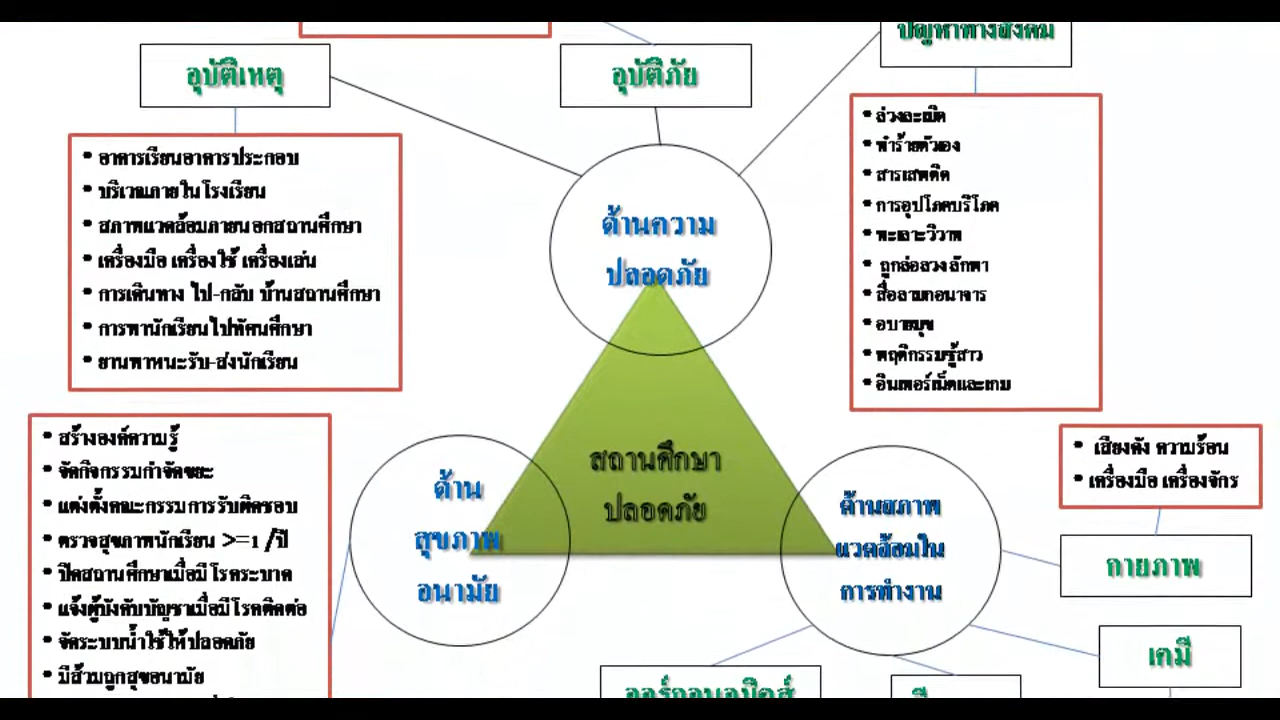 ปัญหาทางสังคม
อุบัติเหตุ
อุบัติภัย
• อาคารเรียนอาคารประกอบ
• บริเวณภายในโรงเรียน
• สภาพแวดล้อมภายนอกสถานศึกษา
• เครื่องมือ เครื่องใช้ เครื่องเล่น
• การเดินทาง ไป-กลับ บ้านสถานศึกษา
• การพานักเรียนไปทัศนศึกษา
• ยานพาหนะรับ-ส่งนักเรียน
• ล่วงละเมิด
• ทำร้ายตัวเอง
• สารเสพติด
• การอุปโภคบริโภค
• ทะเลาะวิวาท
• ถูกล่อลวง ลักพา
• สื่อลามกอนาจาร
• อบายมุข
• พฤติกรรมชู้สาว
• อินเทอร์เน็ตและเกม
ด้านความ
ปลอดภัย
สถานศึกษา
ปลอดภัย
• สร้างองค์ความรู้
• จัดกิจกรรมกำจัดขยะ
• แต่งตั้งคณะกรรมการรับผิดชอบ
• ตรวจสุขภาพนักเรียน >=1 /ปี
• ปิดสถานศึกษาเมื่อมีโรคระบาด
• แจ้งผู้บังคับบัญชาเมื่อมีโรคติดต่อ
• จัดระบบน้ำใช้ให้ปลอดภัย
• มีส้วมถูกสุขอนามัย
ด้าน
สุขภาพ
อนามัย
ด้านสภาพ
แวดล้อมใน
การทำงาน
• เสียงดัง ความร้อน
• เครื่องมือ เครื่องจักร
กายภาพ
เคมี